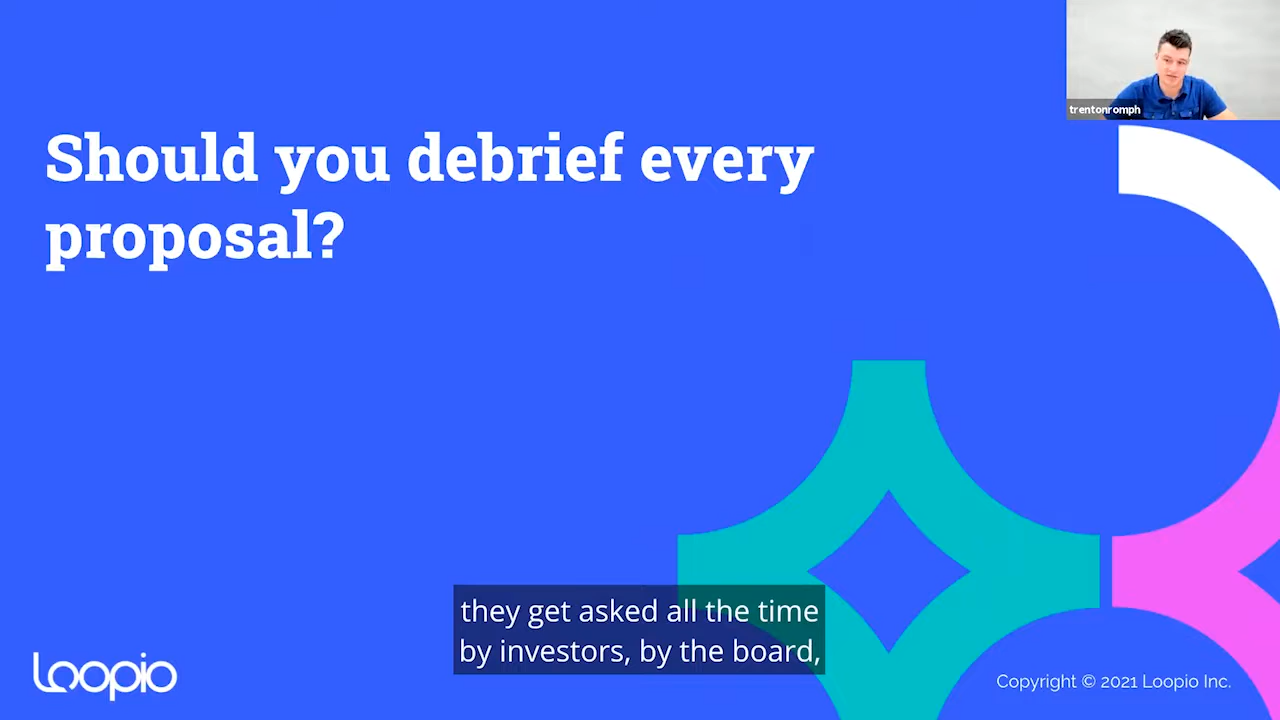 trentonromph
Should you debrief every
proposal?
they get asked all the time
by investors, by the board,
Loopio
Copyright © 2021 Loopio Inc.